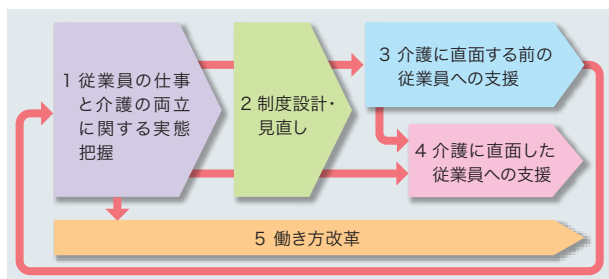 1 従業員の仕事
と介護の両立
に関する実態
把握
2 制度設計・
見直し
3 介護に直面する前の
従業員への支援
4 介護に直面した
従業員への支援
5 働き方改革